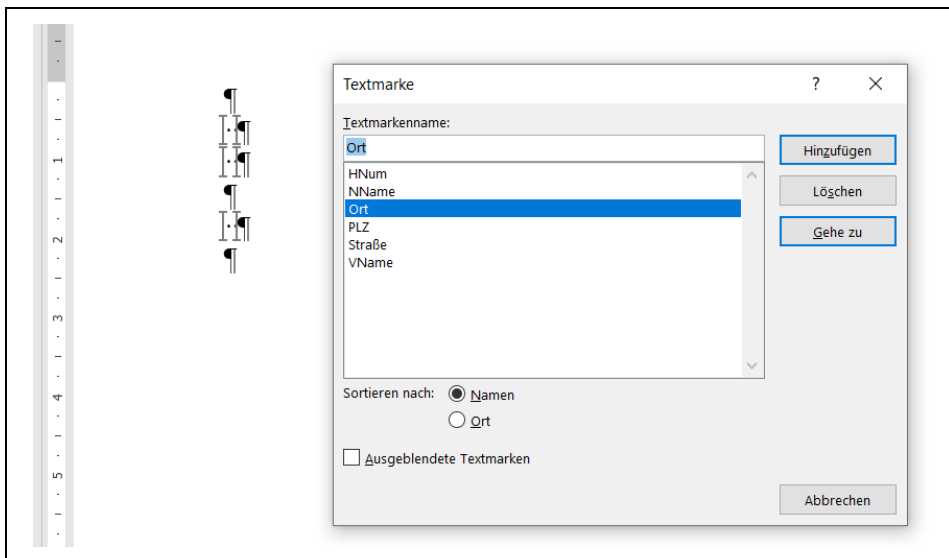 Textmarke ? ×
Textmarkenname:
Ort
HNum
NName
Ort
PLZ
Straße
VName
Hinzufügen
Löschen
Gehe zu
Sortieren nach: Namen
Ort
Ausgeblendete Textmarken
Abbrechen
¶
··¶
··¶
¶
··¶
¶
1
2
3
4
5